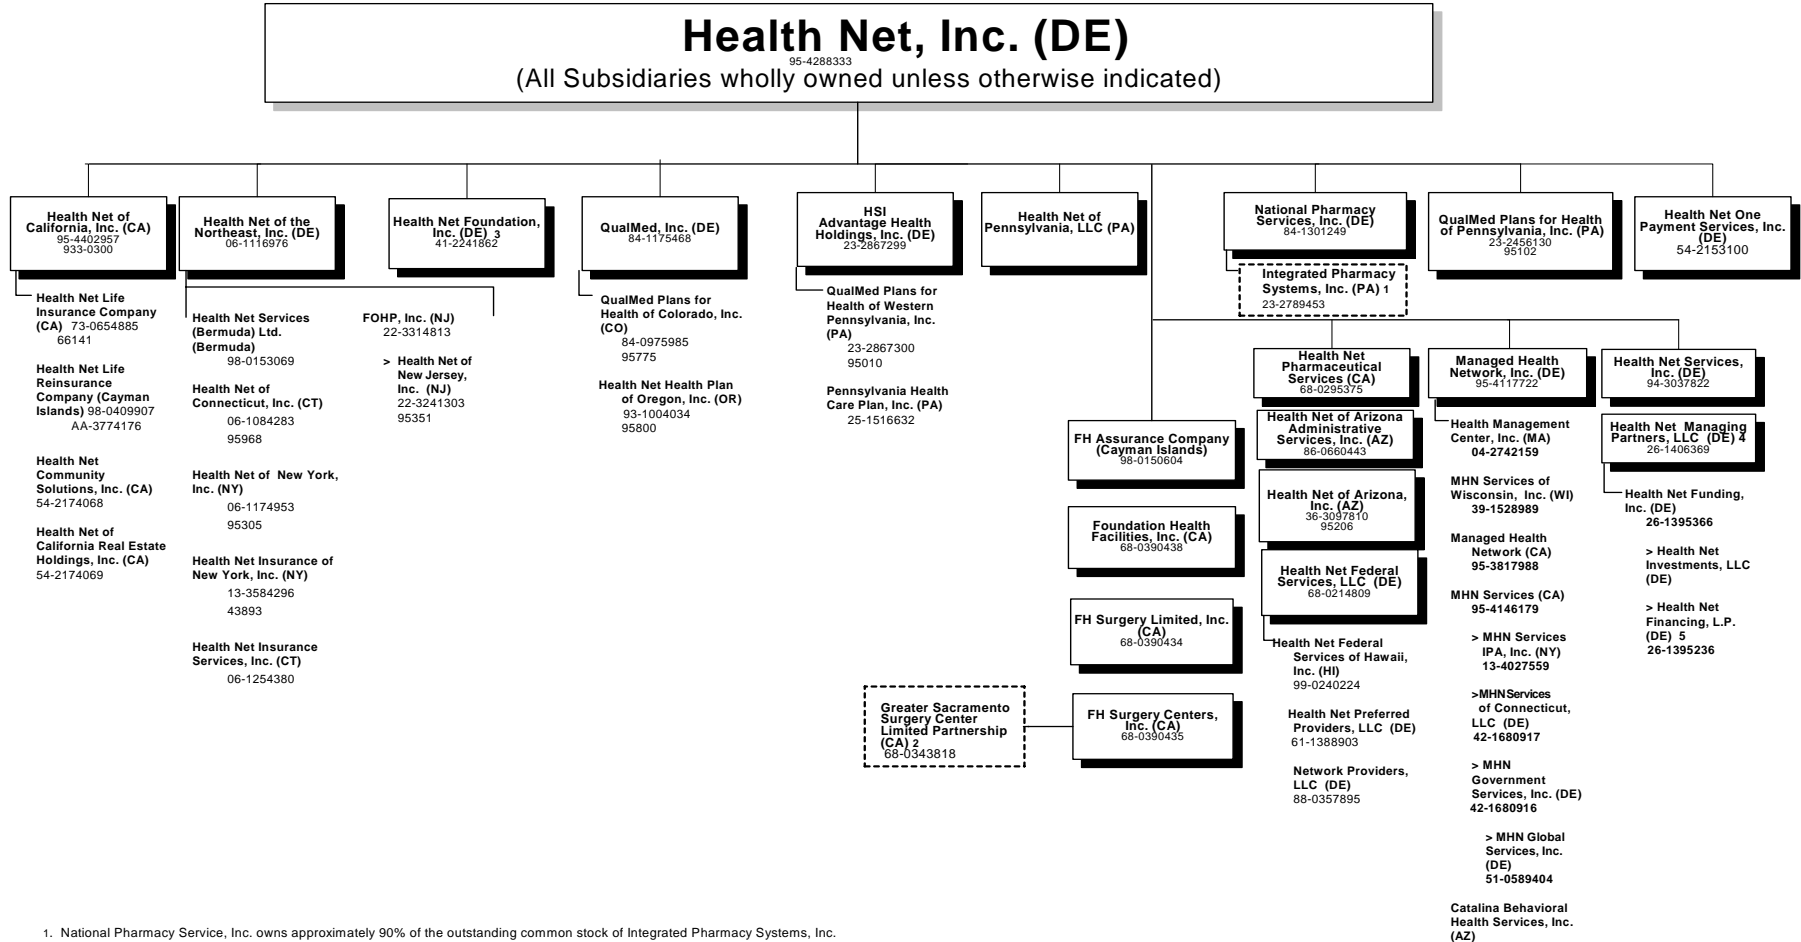 Health Net, Inc. (DE)
95-4288333
(All Subsidiaries wholly owned unless otherwise indicated)
Health Net of
California, Inc. (CA)
95-4402957
933-0300
Health Net Life
Insurance Company
(CA) 73-0654885
66141
Health Net Life
Reinsurance
Company (Cayman
Islands) 98-0409907
AA-3774176
Health Net
Community
Solutions, Inc. (CA)
54-2174068
Health Net of
California Real Estate
Holdings, Inc. (CA)
54-2174069
Health Net of the
Northeast, Inc. (DE)
06-1116976
Health Net Services
(Bermuda) Ltd.
(Bermuda)
98-0153069
Health Net of
Connecticut, Inc. (CT)
06-1084283
95968
Health Net of New York,
Inc. (NY)
06-1174953
95305
Health Net Insurance of
New York, Inc. (NY)
13-3584296
43893
Health Net Insurance
Services, Inc. (CT)
06-1254380
FOHP, Inc. (NJ)
22-3314813
> Health Net of
New Jersey,
Inc. (NJ)
22-3241303
95351
Health Net Foundation,
Inc. (DE) 3
41-2241862
QualMed, Inc. (DE)
84-1175468
QualMed Plans for
Health of Colorado, Inc.
(CO)
84-0975985
95775
Health Net Health Plan
of Oregon, Inc. (OR)
93-1004034
95800
HSI
Advantage Health
Holdings, Inc. (DE)
23-2867299
QualMed Plans for
Health of Western
Pennsylvania, Inc.
(PA)
23-2867300
95010
Pennsylvania Health
Care Plan, Inc. (PA)
25-1516632
Health Net of
Pennsylvania, LLC (PA)
National Pharmacy
Services, Inc. (DE)
84-1301249
Integrated Pharmacy
Systems, Inc. (PA) 1
23-2789453
QualMed Plans for Health
of Pennsylvania, Inc. (PA)
23-2456130
95102
Health Net One
Payment Services, Inc.
(DE)
54-2153100
FH Assurance Company
(Cayman Islands)
98-0150604
Foundation Health
Facilities, Inc. (CA)
68-0390438
FH Surgery Limited, Inc.
(CA)
68-0390434
Greater Sacramento
Surgery Center
Limited Partnership
(CA) 2
68-0343818
FH Surgery Centers,
Inc. (CA)
68-0390435
Health Net
Pharmaceutical
Services (CA)
68-0295375
Health Net of Arizona
Administrative
Services, Inc. (AZ)
86-0660443
Health Net of Arizona,
Inc. (AZ)
36-3097810
95206
Health Net Federal
Services, LLC (DE)
68-0214809
Health Net Federal
Services of Hawaii,
Inc. (HI)
99-0240224
Health Net Preferred
Providers, LLC (DE)
61-1388903
Network Providers,
LLC (DE)
88-0357895
Managed Health
Network, Inc. (DE)
95-4117722
Health Management
Center, Inc. (MA)
04-2742159
MHN Services of
Wisconsin, Inc. (WI)
39-1528989
Managed Health
Network (CA)
95-3817988
MHN Services (CA)
95-4146179
> MHN Services
IPA, Inc. (NY)
13-4027559
>MHNServices
of Connecticut,
LLC (DE)
42-1680917
> MHN
Government
Services, Inc. (DE)
42-1680916
> MHN Global
Services, Inc.
(DE)
51-0589404
Catalina Behavioral
Health Services, Inc.
(AZ)
Health Net Services,
Inc. (DE)
94-3037822
Health Net Managing
Partners, LLC (DE) 4
26-1406369
Health Net Funding,
Inc. (DE)
26-1395366
> Health Net
Investments, LLC
(DE)
> Health Net
Financing, L.P.
(DE) 5
26-1395236
1. National Pharmacy Service, Inc. owns approximately 90% of the outstanding common stock of Integrated Pharmacy Systems, Inc.